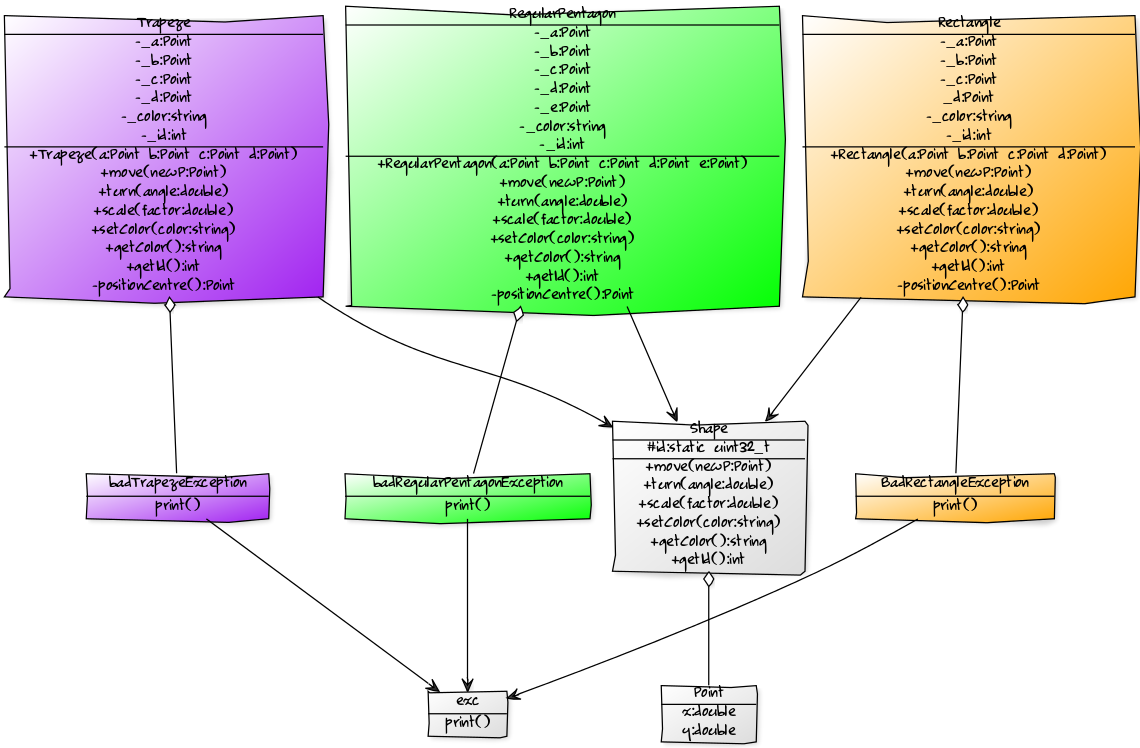 Trapeze
-_a:Point
-_b:Point
-_c:Point
-_d:Point
-_color:string
-_id:int
+Trapeze(a:Point b:Point c:Point d:Point)
+move(newP:Point)
+turn(angle:double)
+scale(factor:double)
+setColor(color:string)
+getColor():string
+getId():int
-positionCentre():Point
RegularPentagon
-_a:Point
-_b:Point
-_c:Point
-_d:Point
-_e:Point
-_color:string
-_id:int
+RegularPentagon(a:Point b:Point c:Point d:Point e:Point)
+move(newP:Point)
+turn(angle:double)
+scale(factor:double)
+setColor(color:string)
+getColor():string
+getId():int
-positionCentre():Point
Rectangle
-_a:Point
-_b:Point
-_c:Point
_d:Point
-_color:string
-_id:int
+Rectangle(a:Point b:Point c:Point d:Point)
+move(newP:Point)
+turn(angle:double)
+scale(factor:double)
+setColor(color:string)
+getColor():string
+getId():int
-positionCentre():Point
Shape
#id:static uint32_t
+move(newP:Point)
+turn(angle:double)
+scale(factor:double)
+setColor(color:string)
+getColor():string
+getId():int
badTrapezeException
print()
badRegularPentagonException
print()
BadRectangleException
print()
exc
print()
Point
x:double
y:double